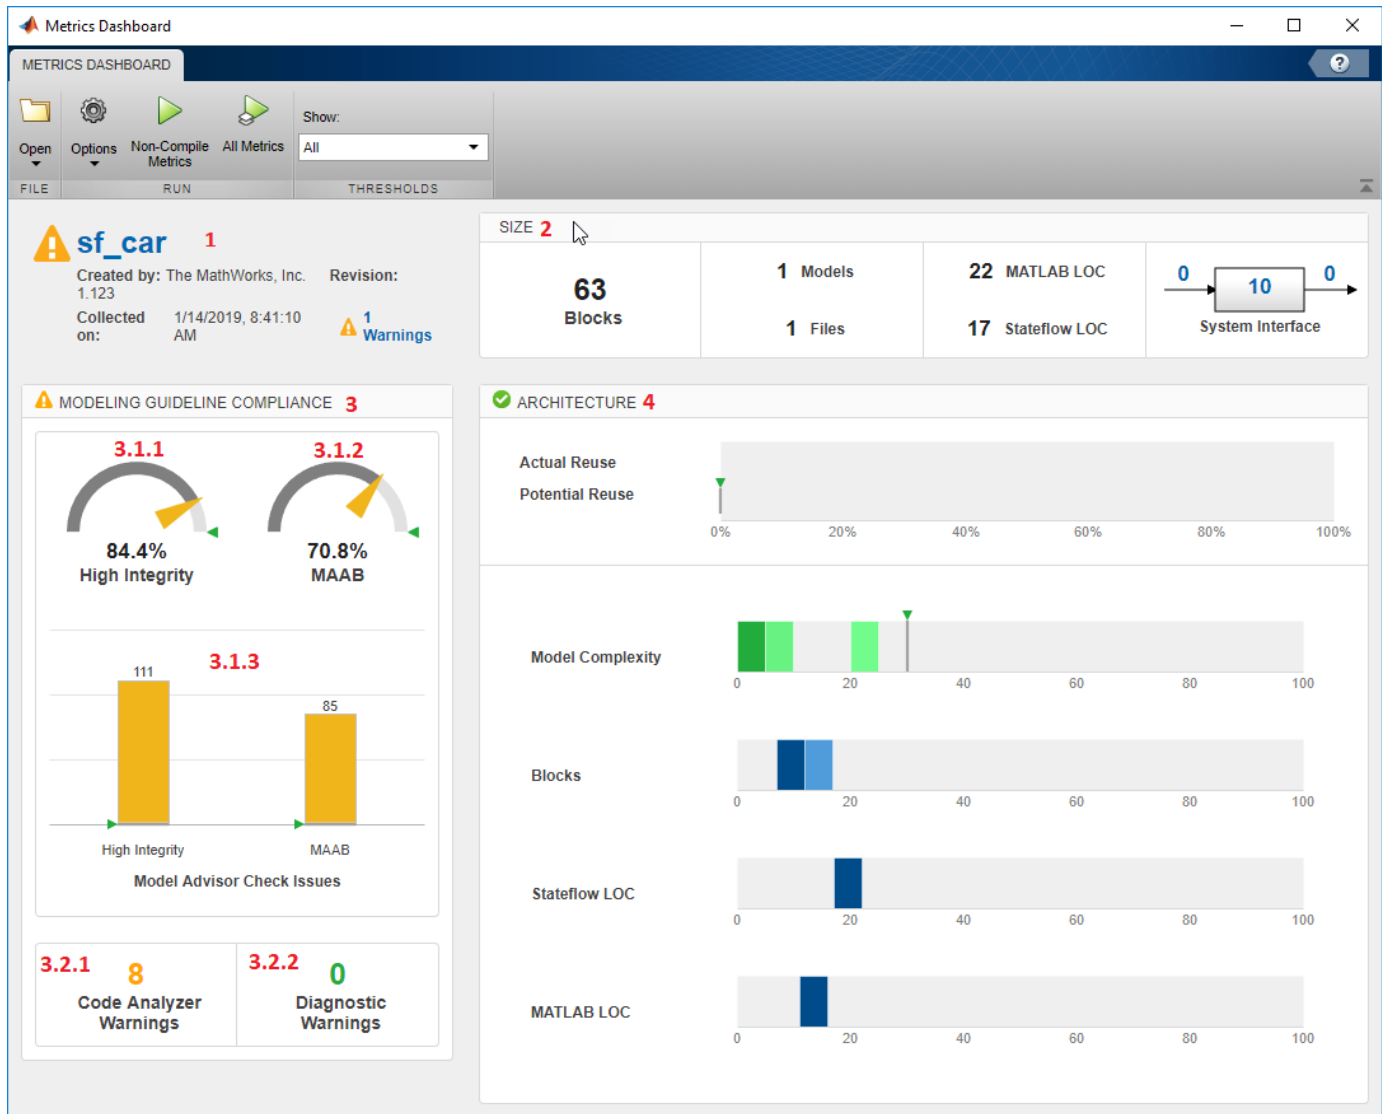 Metrics Dashboard
METRICS DASHBOARD
?
Open
Options
Non-Compile
Metrics
All Metrics
Show:
All
FILE
RUN
THRESHOLDS
sf_car 1
Created by: The MathWorks, Inc. Revision:
1.123
Collected 1/14/2019, 8:41:10 1
on: AM Warnings
SIZE 2
63
Blocks
1 Models
1 Files
22 MATLAB LOC
17 Stateflow LOC
0 10 0
System Interface
MODELING GUIDELINE COMPLIANCE 3
3.1.1 3.1.2
84.4% 70.8%
High Integrity MAAB
3.1.3
111
85
High Integrity MAAB
Model Advisor Check Issues
3.2.1 8
Code Analyzer
Warnings
3.2.2 0
Diagnostic
Warnings
ARCHITECTURE 4
Actual Reuse
Potential Reuse
0% 20% 40% 60% 80% 100%
Model Complexity
0 20 40 60 80 100
Blocks
0 20 40 60 80 100
Stateflow LOC
0 20 40 60 80 100
MATLAB LOC
0 20 40 60 80 100